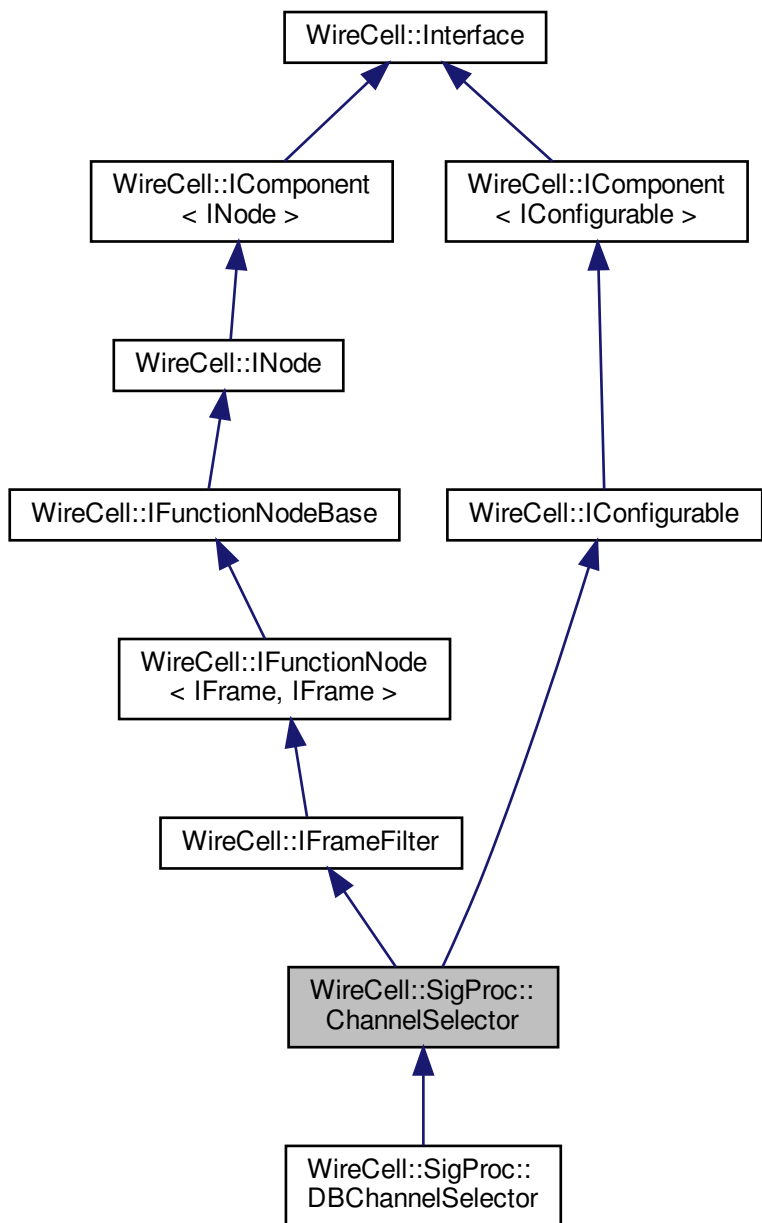 WireCell::Interface
WireCell::IComponent
< INode >
WireCell::IComponent
< IConfigurable >
WireCell::INode
WireCell::IFunctionNodeBase
WireCell::IConfigurable
WireCell::IFunctionNode
< IFrame, IFrame >
WireCell::IFrameFilter
WireCell::SigProc::
ChannelSelector
WireCell::SigProc::
DBChannelSelector